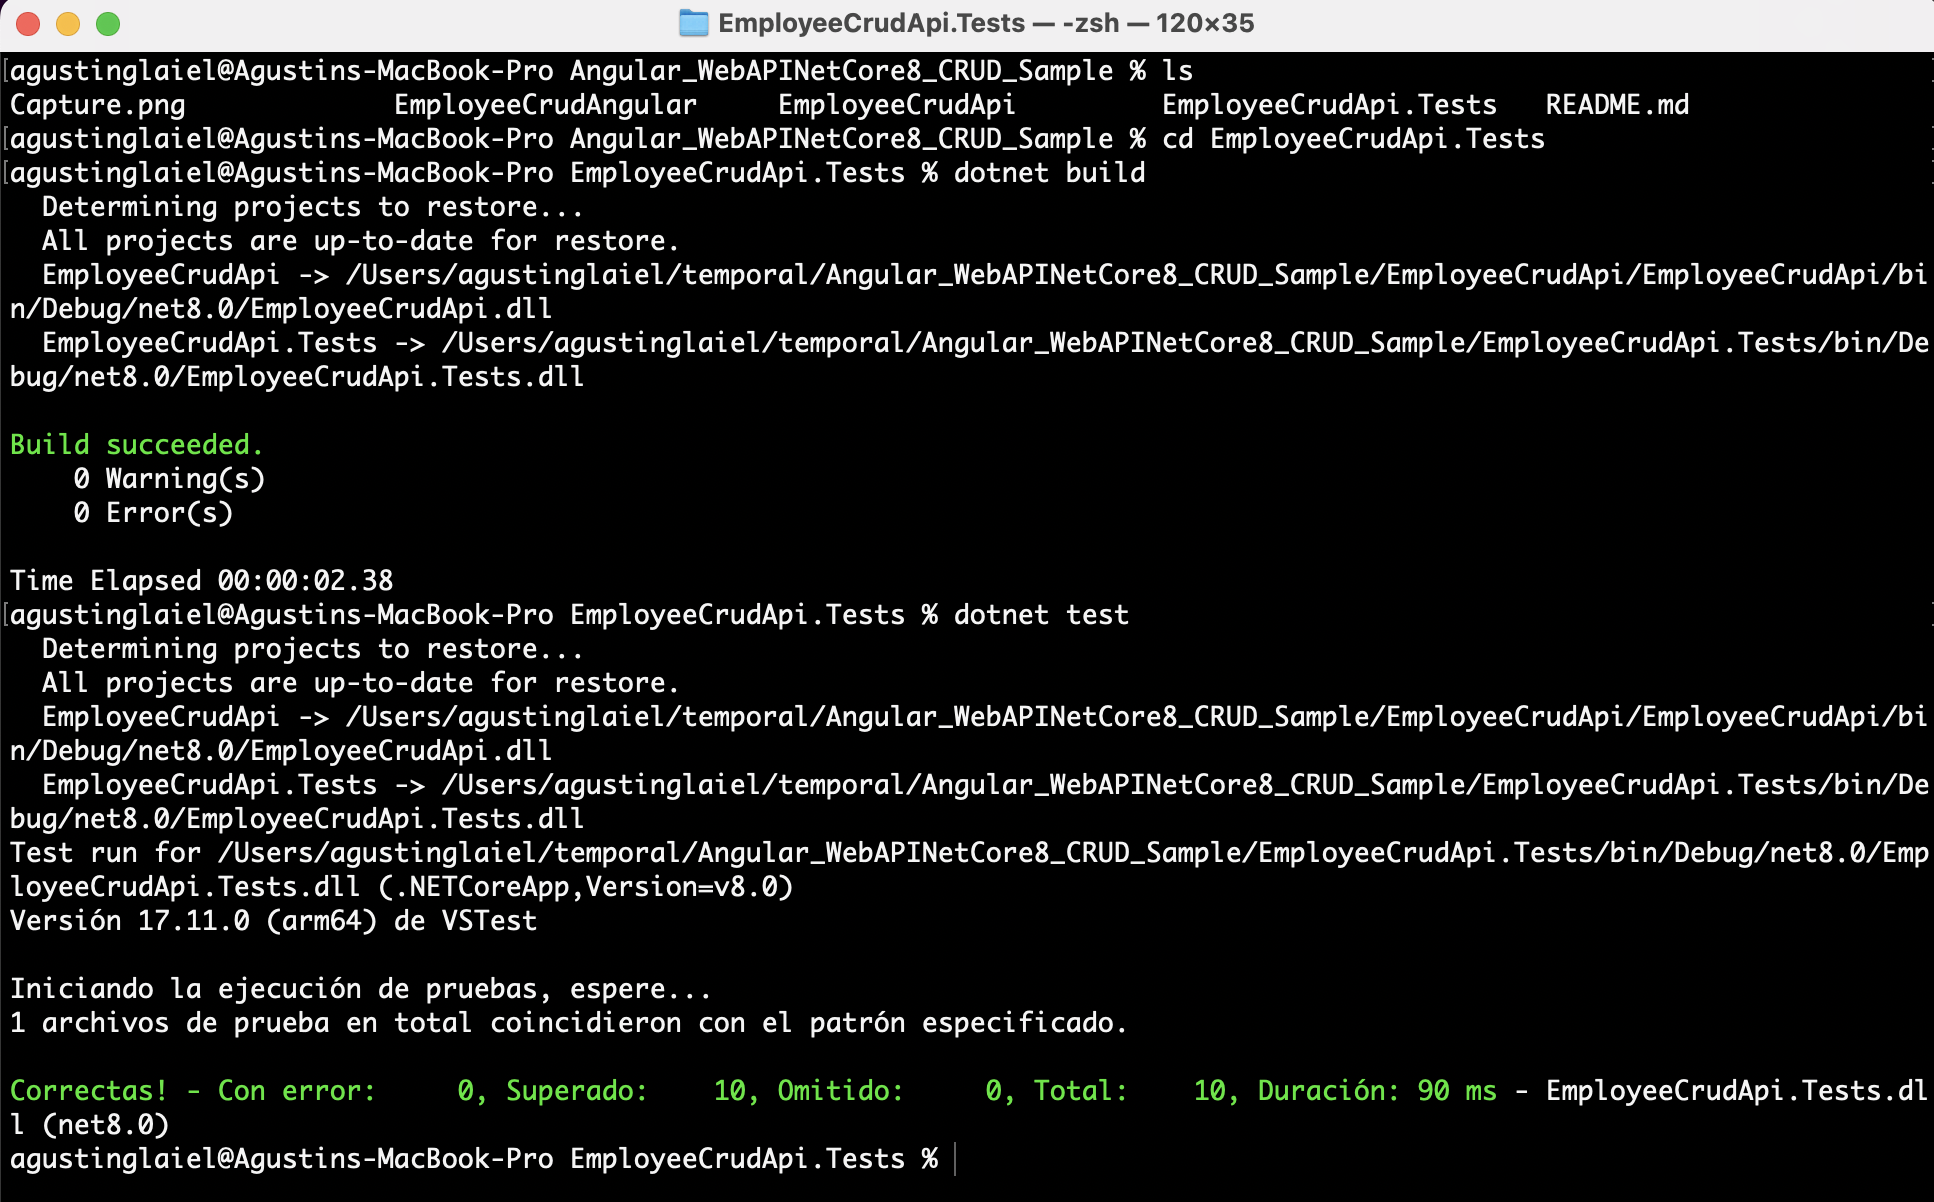 EmployeeCrudApi.Tests — -zsh — 120×35
[agustinglaiel@Agustins-MacBook-Pro Angular_WebAPINetCore8_CRUD_Sample % ls
Capture.png             EmployeeCrudAngular     EmployeeCrudApi         EmployeeCrudApi.Tests   README.md
[agustinglaiel@Agustins-MacBook-Pro Angular_WebAPINetCore8_CRUD_Sample % cd EmployeeCrudApi.Tests
[agustinglaiel@Agustins-MacBook-Pro EmployeeCrudApi.Tests % dotnet build
  Determining projects to restore...
  All projects are up-to-date for restore.
  EmployeeCrudApi -> /Users/agustinglaiel/temporal/Angular_WebAPINetCore8_CRUD_Sample/EmployeeCrudApi/EmployeeCrudApi/bi
n/Debug/net8.0/EmployeeCrudApi.dll
  EmployeeCrudApi.Tests -> /Users/agustinglaiel/temporal/Angular_WebAPINetCore8_CRUD_Sample/EmployeeCrudApi.Tests/bin/De
bug/net8.0/EmployeeCrudApi.Tests.dll
Build succeeded.
    0 Warning(s)
    0 Error(s)
Time Elapsed 00:00:02.38
[agustinglaiel@Agustins-MacBook-Pro EmployeeCrudApi.Tests % dotnet test
  Determining projects to restore...
  All projects are up-to-date for restore.
  EmployeeCrudApi -> /Users/agustinglaiel/temporal/Angular_WebAPINetCore8_CRUD_Sample/EmployeeCrudApi/EmployeeCrudApi/bi
n/Debug/net8.0/EmployeeCrudApi.dll
  EmployeeCrudApi.Tests -> /Users/agustinglaiel/temporal/Angular_WebAPINetCore8_CRUD_Sample/EmployeeCrudApi.Tests/bin/De
bug/net8.0/EmployeeCrudApi.Tests.dll
Test run for /Users/agustinglaiel/temporal/Angular_WebAPINetCore8_CRUD_Sample/EmployeeCrudApi.Tests/bin/Debug/net8.0/Emp
loyeeCrudApi.Tests.dll (.NETCoreApp,Version=v8.0)
Versión 17.11.0 (arm64) de VSTest
Iniciando la ejecución de pruebas, espere...
1 archivos de prueba en total coincidieron con el patrón especificado.
Correctas! - Con error:     0, Superado:    10, Omitido:     0, Total:    10, Duración: 90 ms - EmployeeCrudApi.Tests.dl
l (net8.0)
agustinglaiel@Agustins-MacBook-Pro EmployeeCrudApi.Tests %